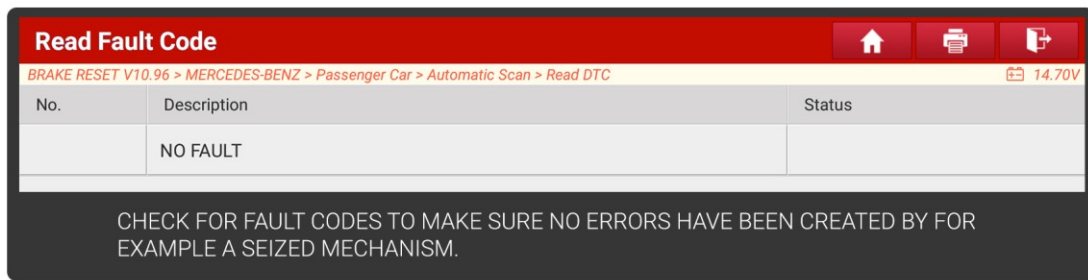 Read Fault Code
BRAKE RESET V10.96 > MERCEDES-BENZ > Passenger Car > Automatic Scan > Read DTC
14.70V
No. Description Status
NO FAULT
CHECK FOR FAULT CODES TO MAKE SURE NO ERRORS HAVE BEEN CREATED BY FOR
EXAMPLE A SEIZED MECHANISM.